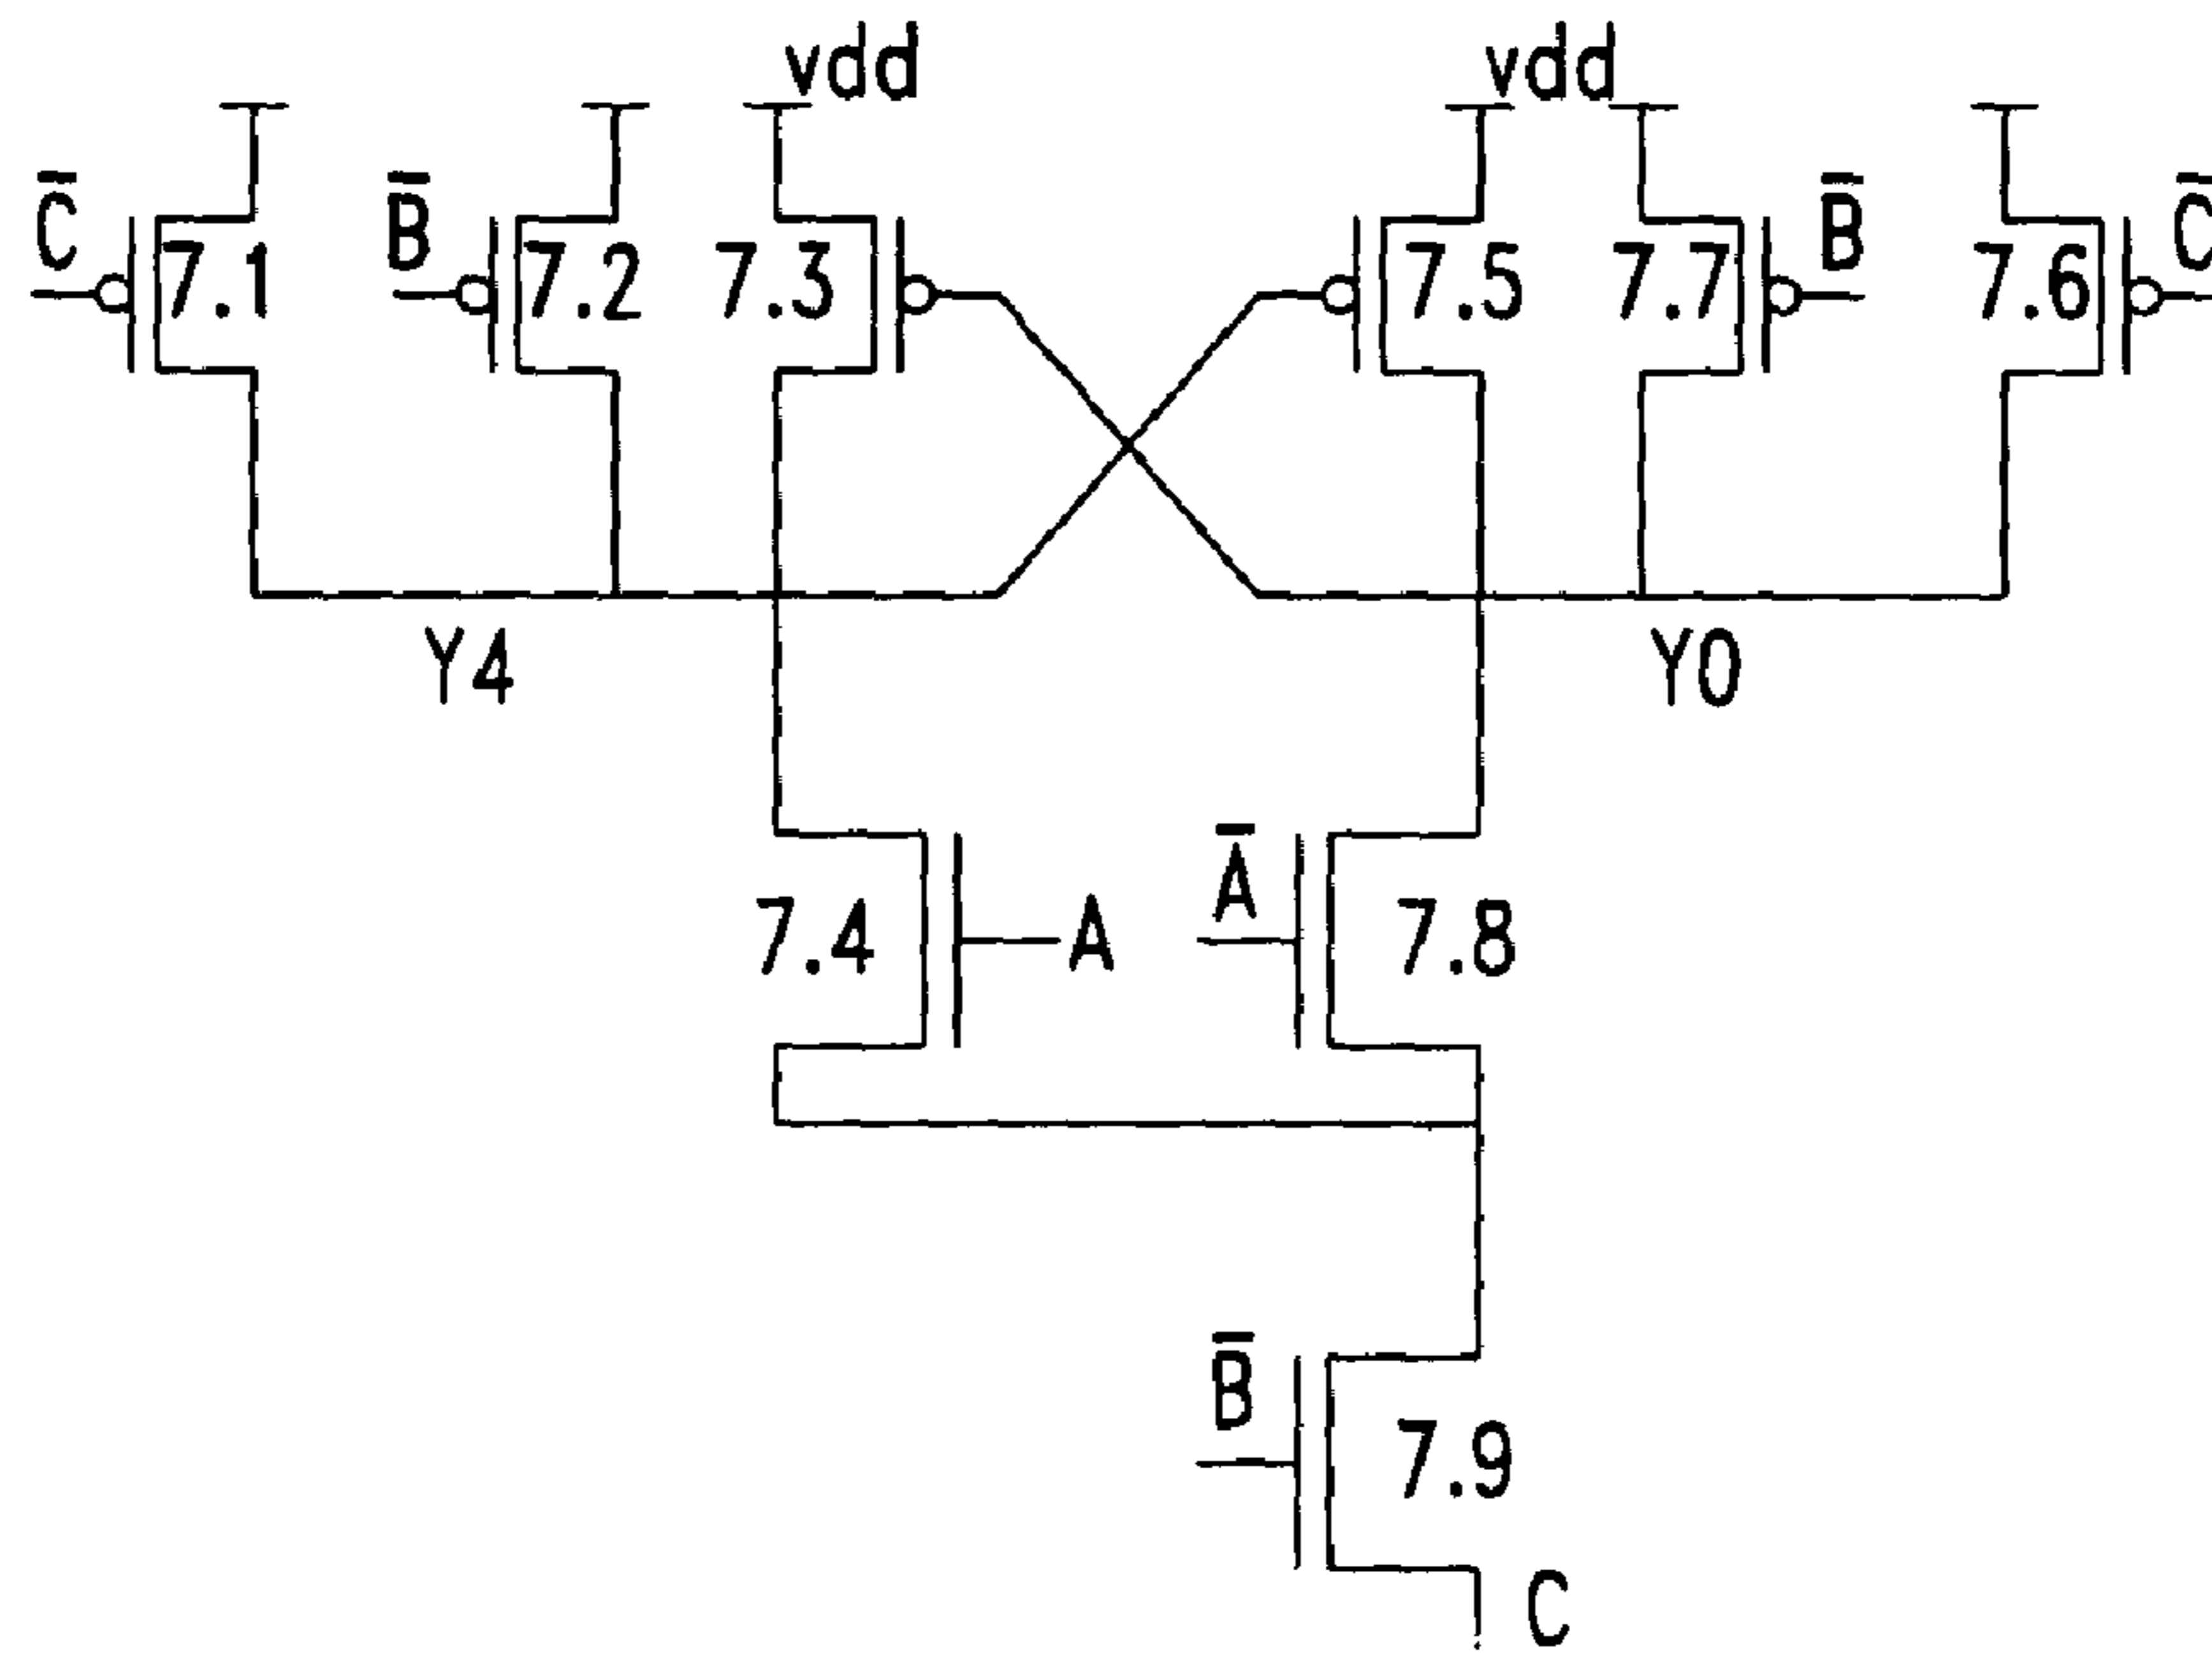 vdd vdd
C̅ B̅ B̅ C̅
7.1 7.2 7.3 7.5 7.7 7.6
Y4 Y0
A̅
7.4 A 7.8
B̅
7.9
C